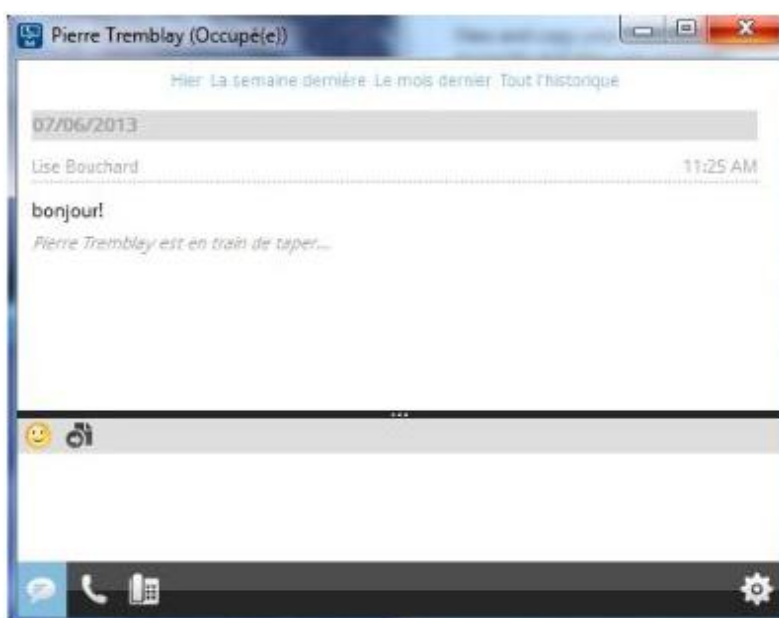 Pierre Tremblay (Occupé(e))
Hier La semaine dernière Le mois dernier Tout l'historique
07/06/2013
Lise Bouchard 11:25 AM
bonjour!
Pierre Tremblay est en train de taper...